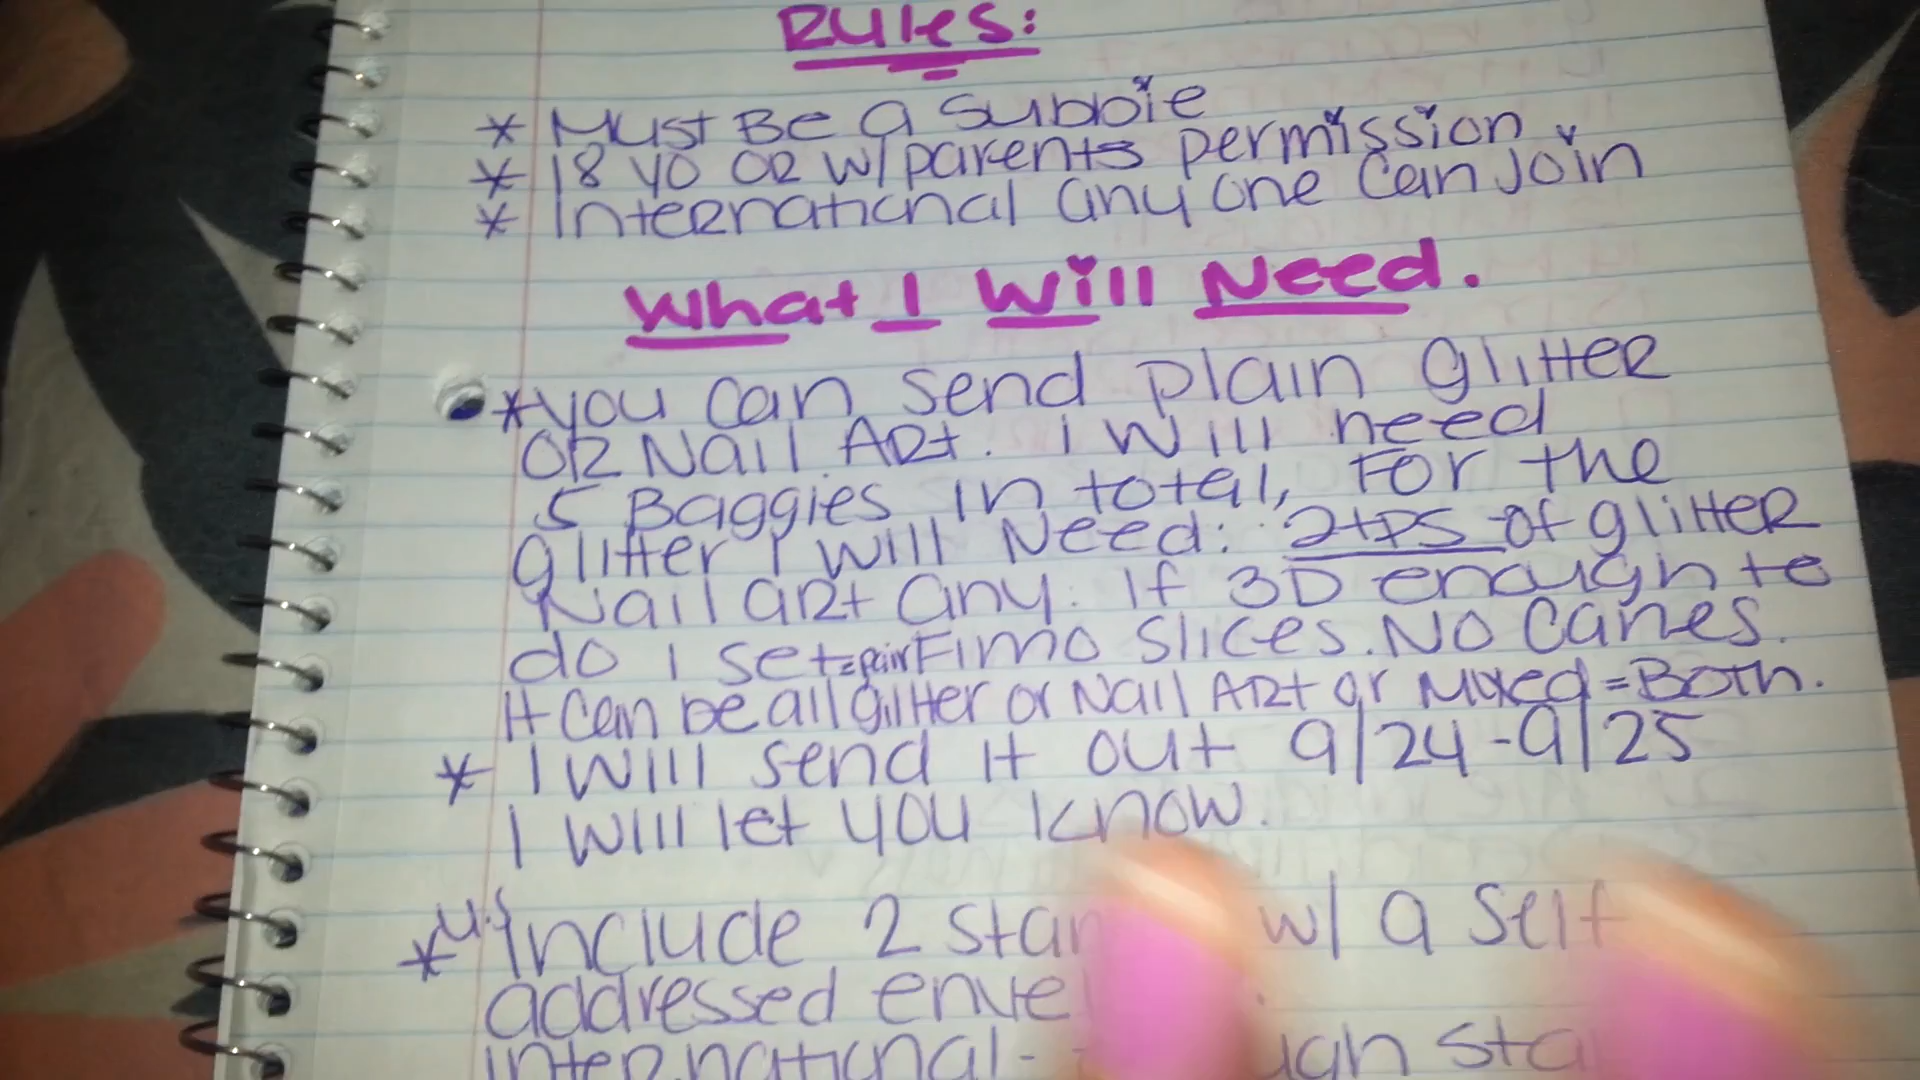 Rules:
* Must Be a subbie
* 18 yo or w/parents permission
* International anyone can join
What I Will Need.
*you can send plain glitter
or Nail Art. I will need
5 Baggies in total, For the
glitter I will Need: 2tps of glitter
Nail art any. If 3D enough to
do 1 set=pair Fimo slices. No canes.
It can be all glitter or Nail Art or Mixed=Both.
* I will send it out 9/24-9/25
I will let you know.
* U.S include 2 w/ a self
addressed
international-